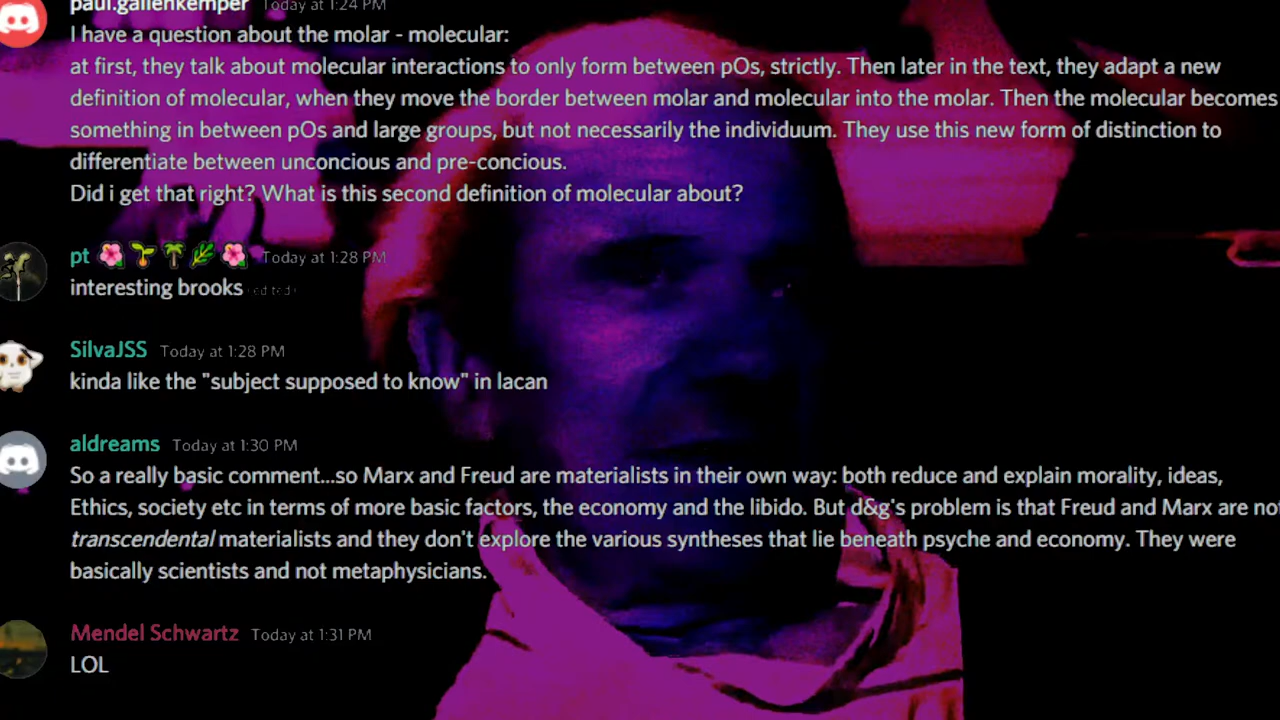 paul.gallenkemper Today at 1:24 PM
I have a question about the molar - molecular:
at first, they talk about molecular interactions to only form between pOs, strictly. Then later in the text, they adapt a new
definition of molecular, when they move the border between molar and molecular into the molar. Then the molecular becomes
something in between pOs and large groups, but not necessarily the individuum. They use this new form of distinction to
differentiate between unconcious and pre-concious.
Did i get that right? What is this second definition of molecular about?
pt 🌺🌱🌴🌿🌺 Today at 1:28 PM
interesting brooks (edited)
SilvaJSS Today at 1:28 PM
kinda like the "subject supposed to know" in lacan
aldreams Today at 1:30 PM
So a really basic comment...so Marx and Freud are materialists in their own way: both reduce and explain morality, ideas,
Ethics, society etc in terms of more basic factors, the economy and the libido. But d&g's problem is that Freud and Marx are not
transcendental materialists and they don't explore the various syntheses that lie beneath psyche and economy. They were
basically scientists and not metaphysicians.
Mendel Schwartz Today at 1:31 PM
LOL